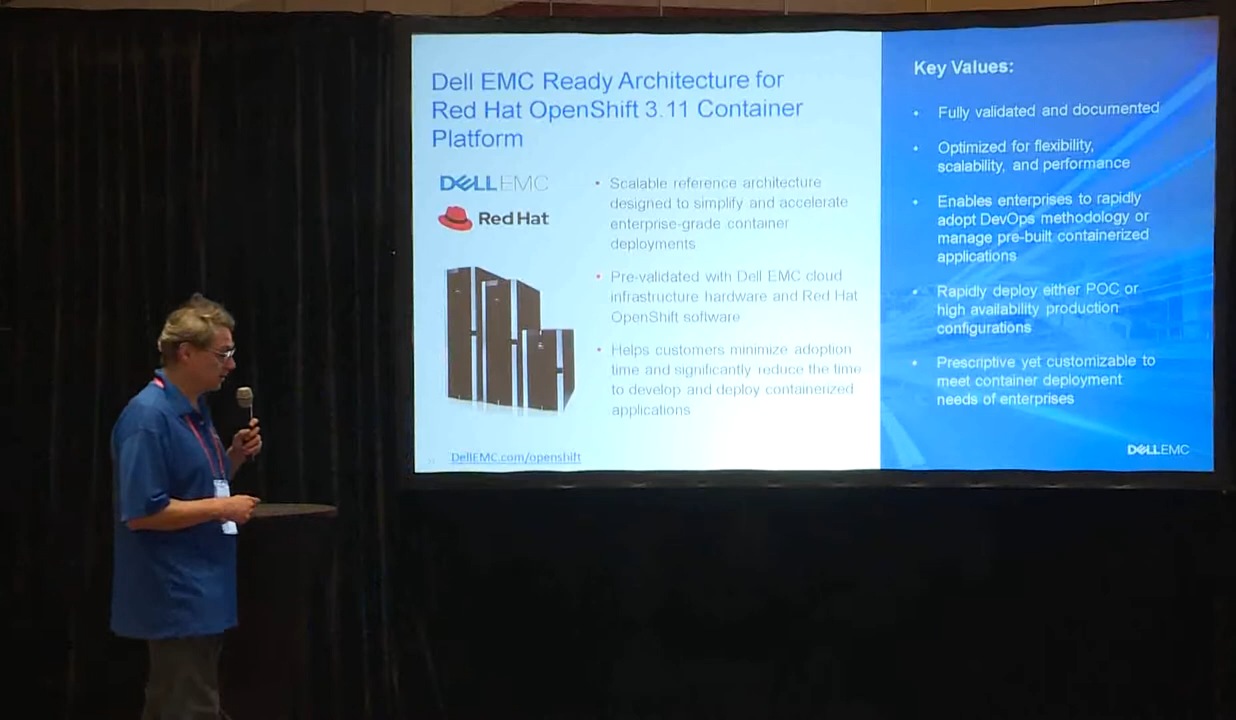 Dell EMC Ready Architecture for
Red Hat OpenShift 3.11 Container
Platform
DELL EMC
Red Hat
• Scalable reference architecture
designed to simplify and accelerate
enterprise-grade container
deployments
• Pre-validated with Dell EMC cloud
infrastructure hardware and Red Hat
OpenShift software
• Helps customers minimize adoption
time and significantly reduce the time
to develop and deploy containerized
applications
DellEMC.com/openshift
Key Values:
• Fully validated and documented
• Optimized for flexibility,
scalability, and performance
• Enables enterprises to rapidly
adopt DevOps methodology or
manage pre-built containerized
applications
• Rapidly deploy either POC or
high availability production
configurations
• Prescriptive yet customizable to
meet container deployment
needs of enterprises
DELL EMC